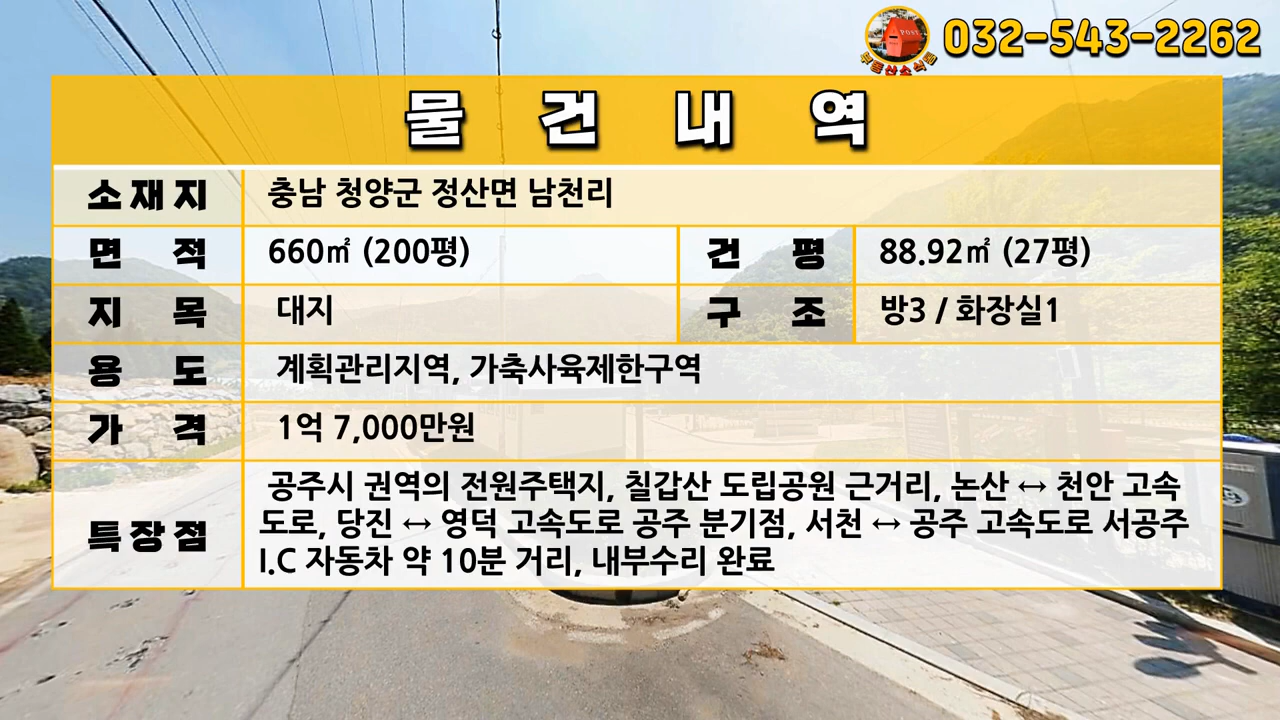 POST
부동산소식통
032-543-2262
물건내역
소재지 충남 청양군 정산면 남천리
면적 660㎡ (200평) 건평 88.92㎡ (27평)
지목 대지 구조 방3 / 화장실1
용도 계획관리지역, 가축사육제한구역
가격 1억 7,000만원
특장점 공주시 권역의 전원주택지, 칠갑산 도립공원 근거리, 논산 ↔ 천안 고속
도로, 당진 ↔ 영덕 고속도로 공주 분기점, 서천 ↔ 공주 고속도로 서공주
I.C 자동차 약 10분 거리, 내부수리 완료